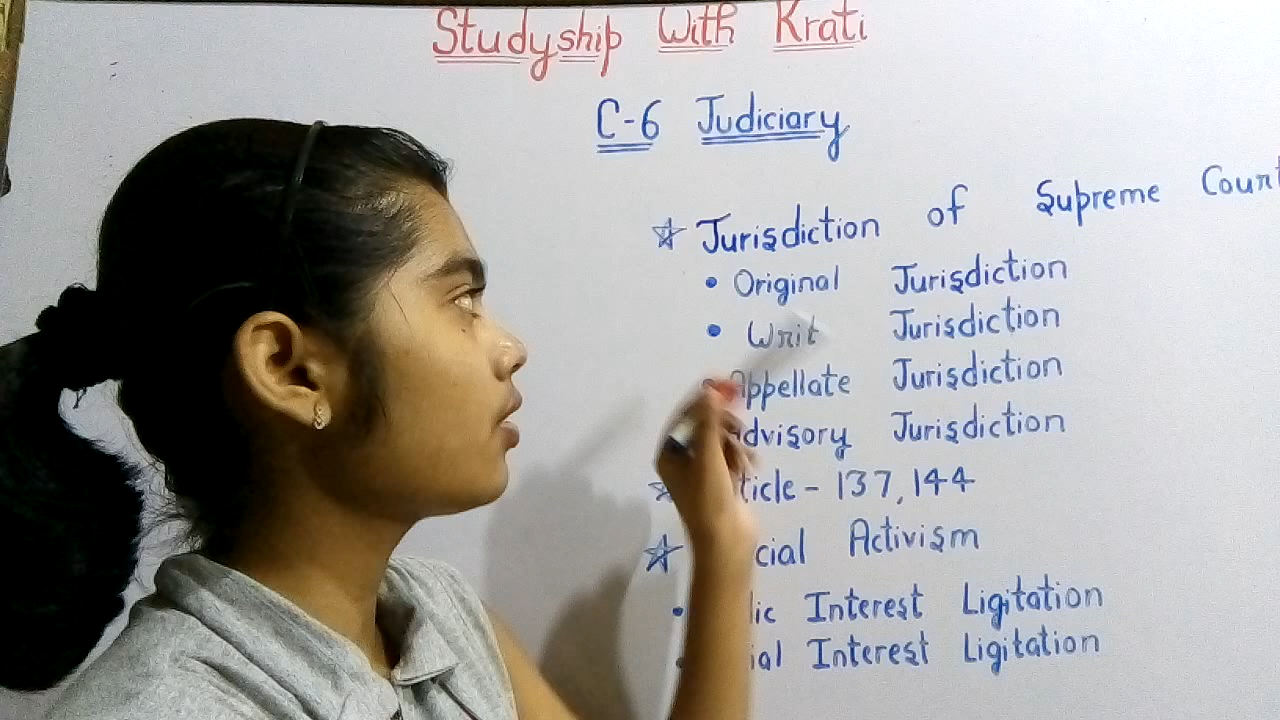 Studyship With Krati
C-6 Judiciary
Jurisdiction of Supreme Court
Original Jurisdiction
Writ Jurisdiction
Appellate Jurisdiction
dvisory Jurisdiction
ticle - 137, 144
cial Activism
lic Interest Ligitation
ial Interest Ligitation